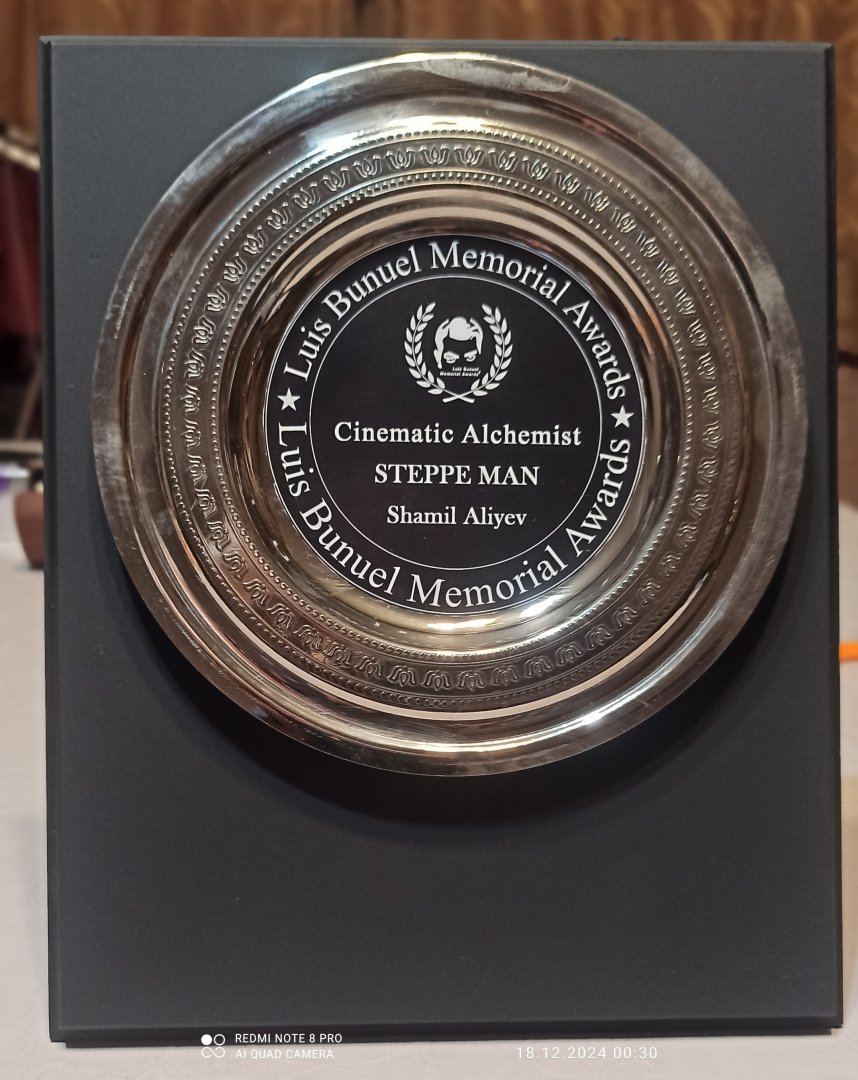 Luis Bunuel Memorial Awards
Luis Bunuel
Memorial Awards
Cinematic Alchemist
STEPPE MAN
Shamil Aliyev
Luis Bunuel Memorial Awards
REDMI NOTE 8 PRO
AI QUAD CAMERA
18.12.2024 00:30